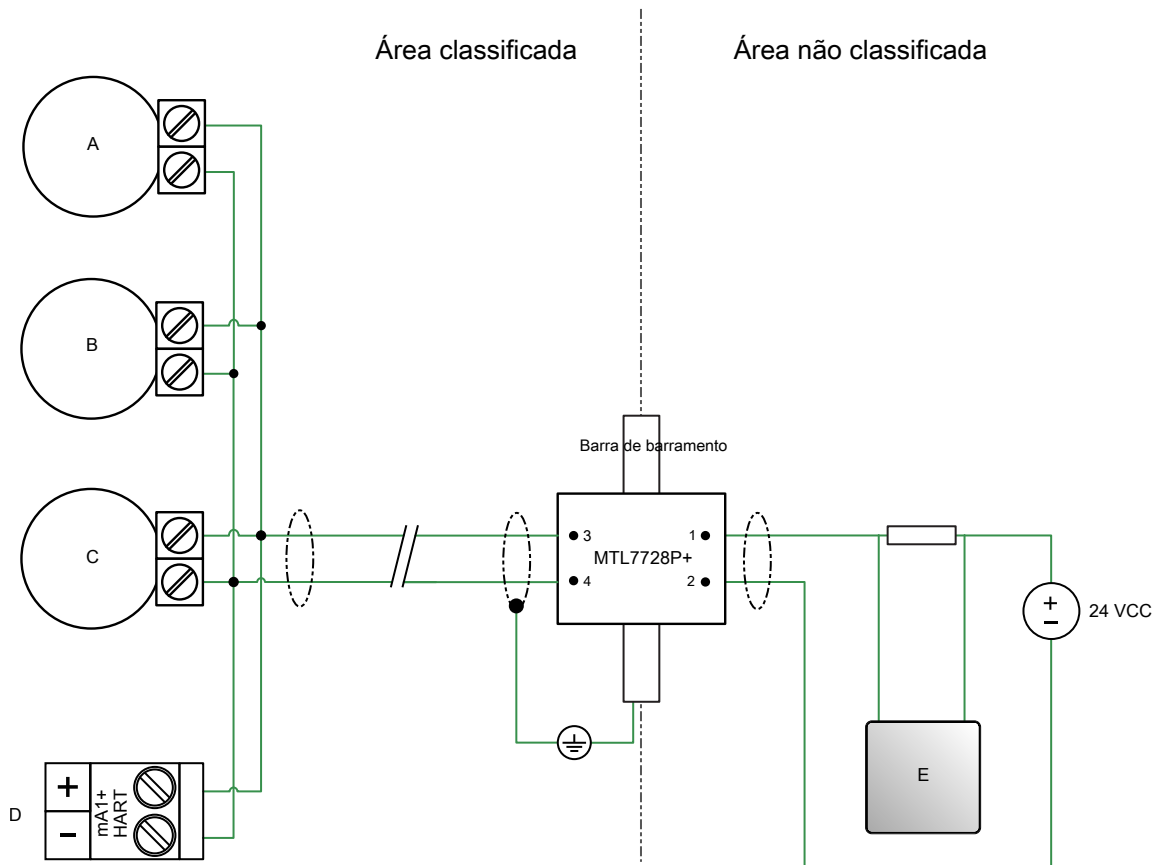 Área classificada
Área não classificada
A
B
Barra de barramento
C
3
4
MTL7728P+
1
2
+
−
24 VCC
E
D
+
-
mA1+
HART